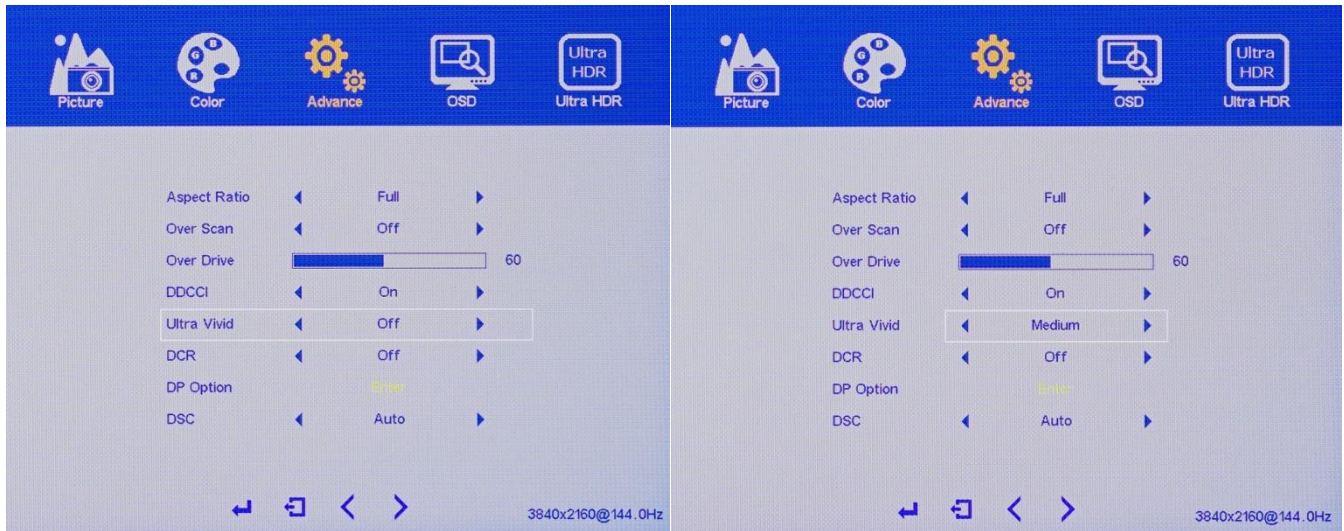 Picture Color Advance OSD Ultra HDR Ultra HDR
Aspect Ratio Full
Over Scan Off
Over Drive 60
DDCCI On
Ultra Vivid Off
DCR Off
DP Option Enter
DSC Auto
3840x2160@144.0Hz
Picture Color Advance OSD Ultra HDR Ultra HDR
Aspect Ratio Full
Over Scan Off
Over Drive 60
DDCCI On
Ultra Vivid Medium
DCR Off
DP Option Enter
DSC Auto
3840x2160@144.0Hz